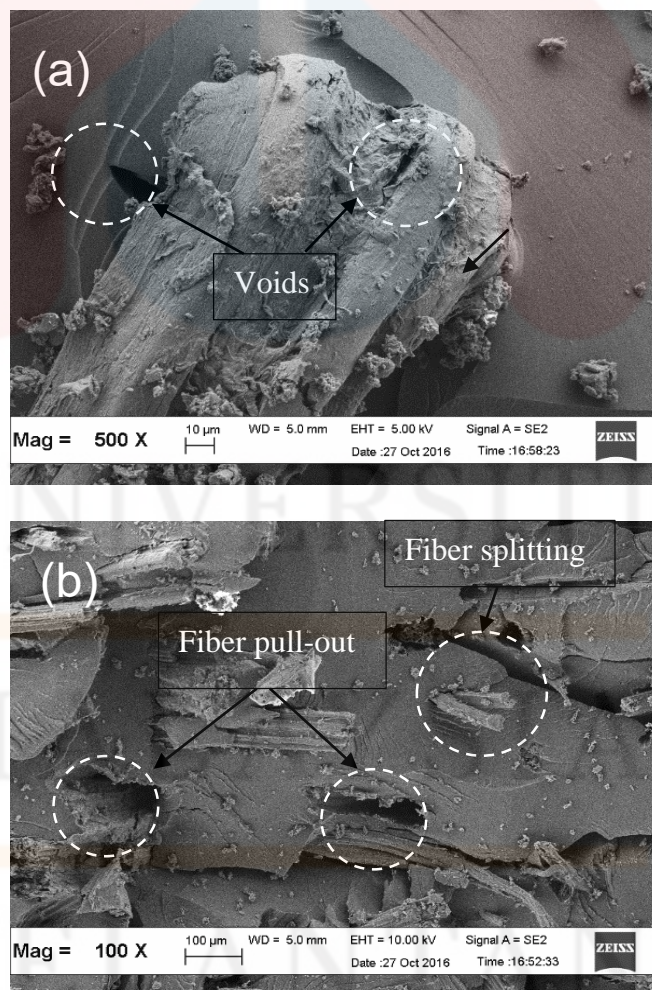 (a)
Voids
Mag = 500 X
10 µm
WD = 5.0 mm
EHT = 5.00 kV
Signal A = SE2
Date :27 Oct 2016
Time :16:58:23
ZEISS
NIVERSITI
Fiber splitting
(b)
Fiber pull-out
Mag = 100 X
100 µm
WD = 5.0 mm
EHT = 10.00 kV
Signal A = SE2
Date :27 Oct 2016
Time :16:52:33
ZEISS